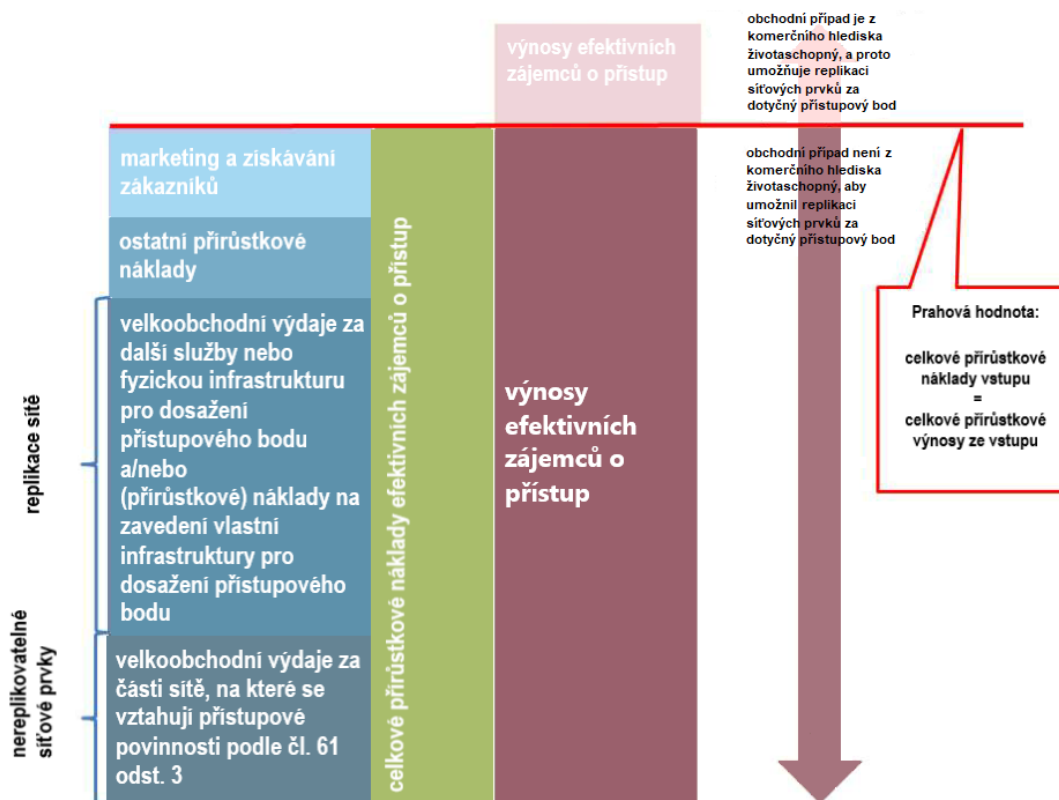 marketing a získávání
zákazníků
ostatní přírůstkové
náklady
velkoobchodní výdaje za
další služby nebo
fyzickou infrastrukturu
pro dosažení
přístupového bodu
a/nebo
(přírůstkové) náklady na
zavedení vlastní
infrastruktury pro
dosažení přístupového
bodu
velkoobchodní výdaje za
části sítě, na které se
vztahují přístupové
povinnosti podle čl. 61
odst. 3
replikace sítě
nereplikovatelné
síťové prvky
celkové přírůstkové náklady efektivních zájemců o přístup
výnosy efektivních
zájemců o přístup
výnosy
efektivních
zájemců o
přístup
obchodní případ je z
komerčního hlediska
životaschopný, a proto
umožňuje replikaci
síťových prvků za
dotyčný přístupový bod
obchodní případ není z
komerčního hlediska
životaschopný, aby
umožnil replikaci
síťových prvků za
dotyčný přístupový bod
Prahová hodnota:
celkové přírůstkové
náklady vstupu
=
celkové přírůstkové
výnosy ze vstupu